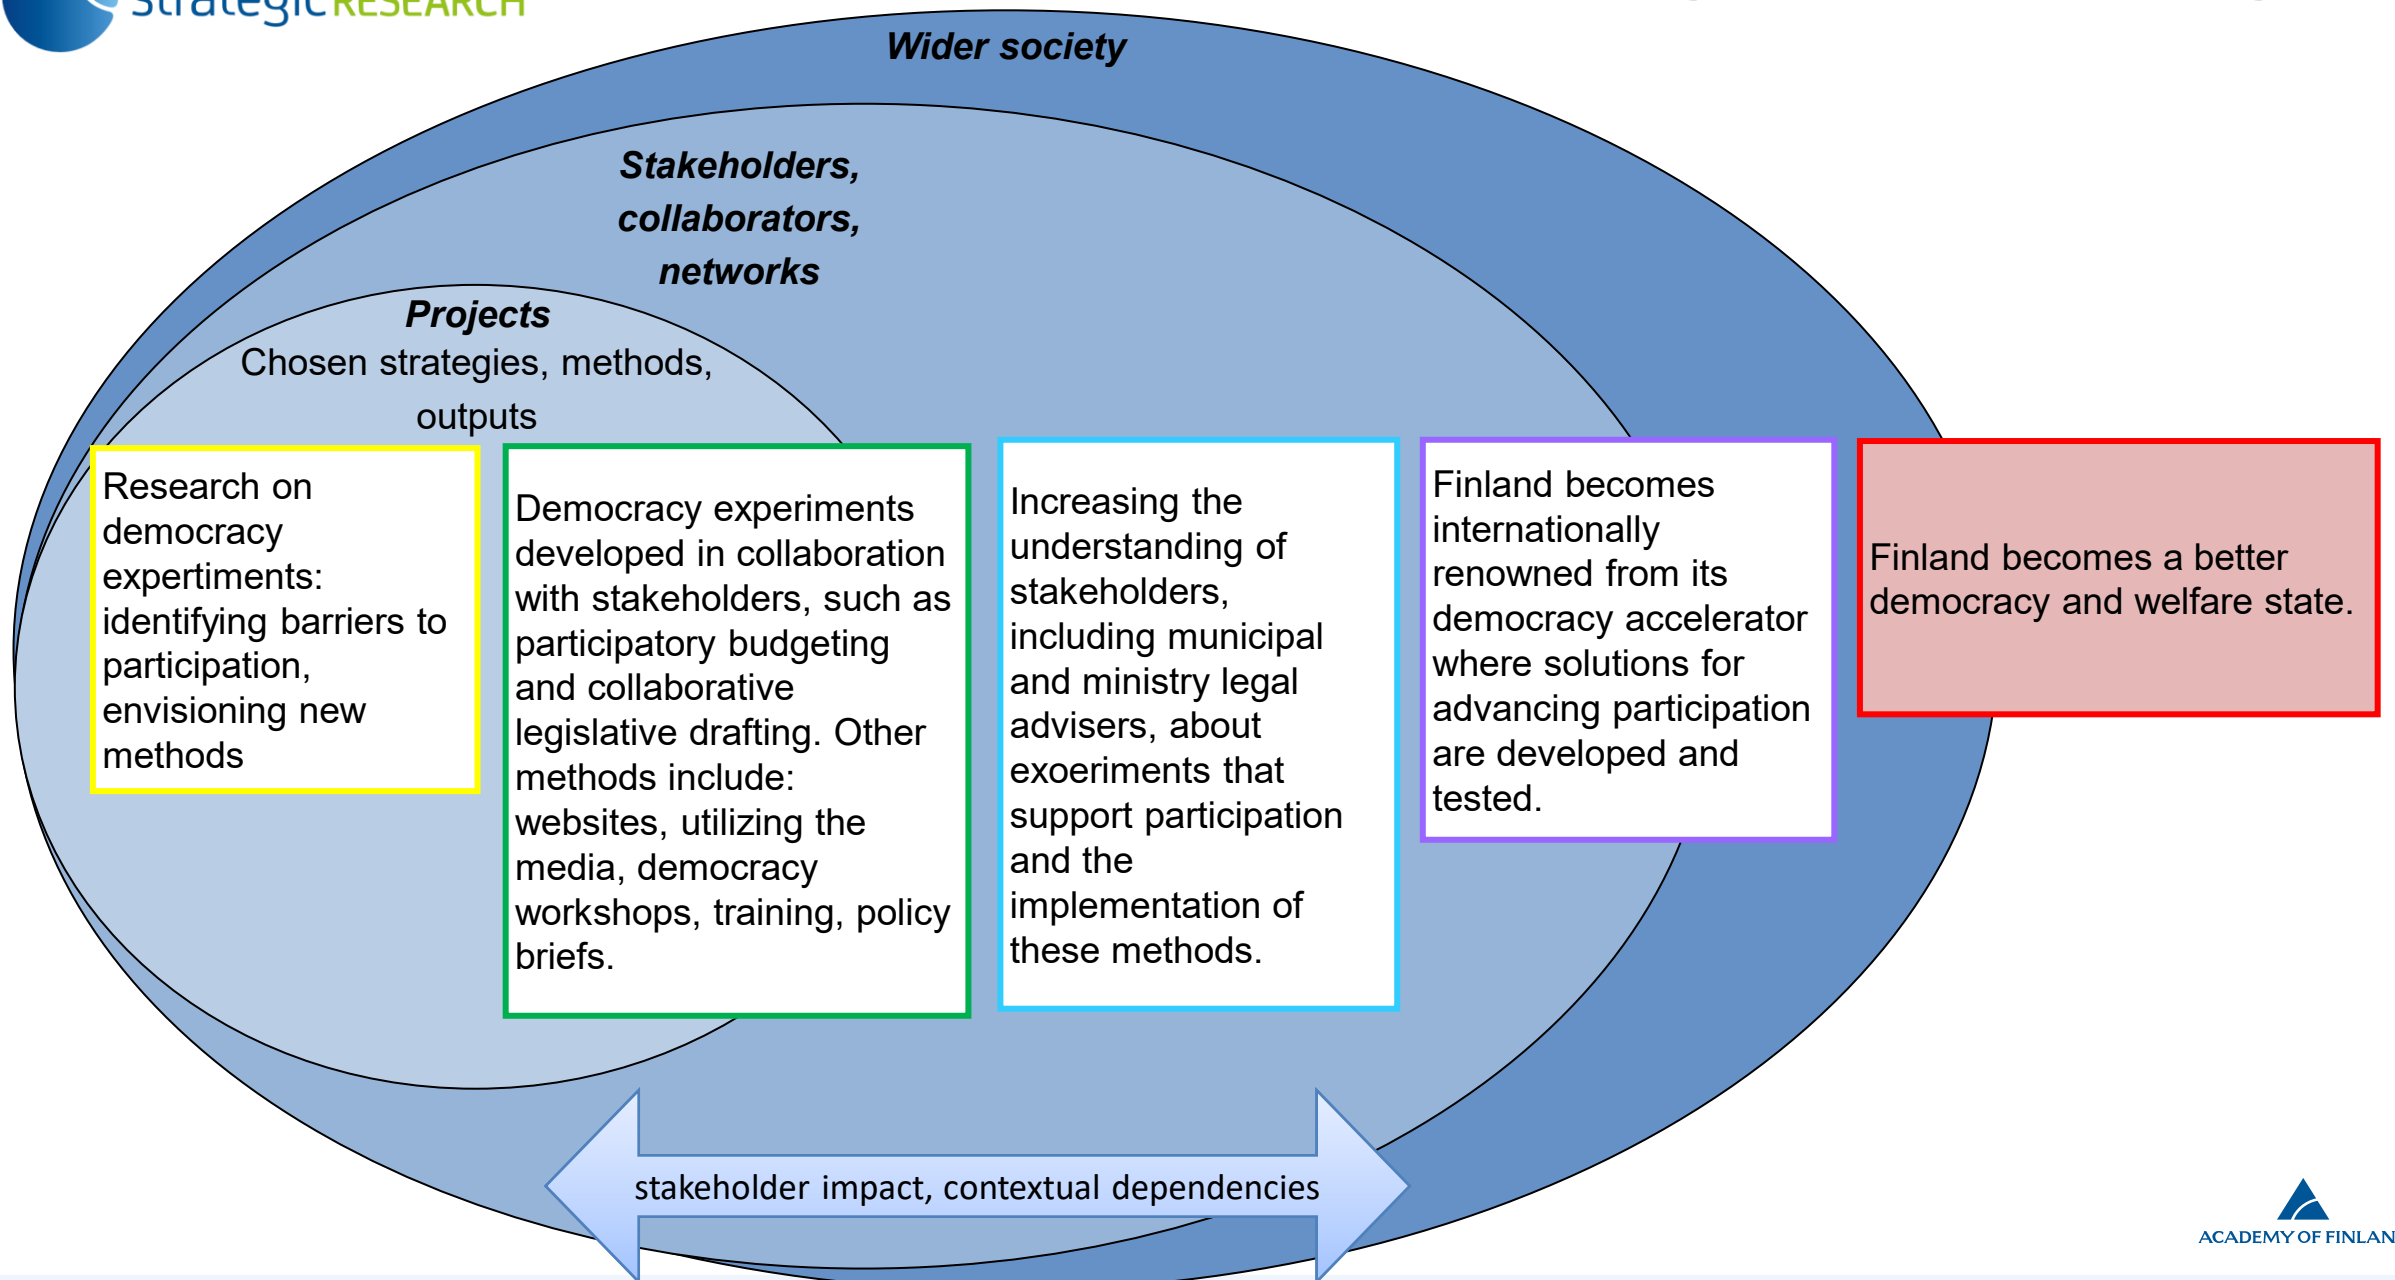 Strategic RESEARCH
Wider society
Stakeholders,
collaborators,
networks
Projects
Chosen strategies, methods,
outputs
Research on
democracy
expertiments:
identifying barriers to
participation,
envisioning new
methods
Democracy experiments
developed in collaboration
with stakeholders, such as
participatory budgeting
and collaborative
legislative drafting. Other
methods include:
websites, utilizing the
media, democracy
workshops, training, policy
briefs.
Increasing the
understanding of
stakeholders,
including municipal
and ministry legal
advisers, about
exoeriments that
support participation
and the
implementation of
these methods.
Finland becomes
internationally
renowned from its
democracy accelerator
where solutions for
advancing participation
are developed and
tested.
Finland becomes a better
democracy and welfare state.
stakeholder impact, contextual dependencies
ACADEMY OF FINLAN